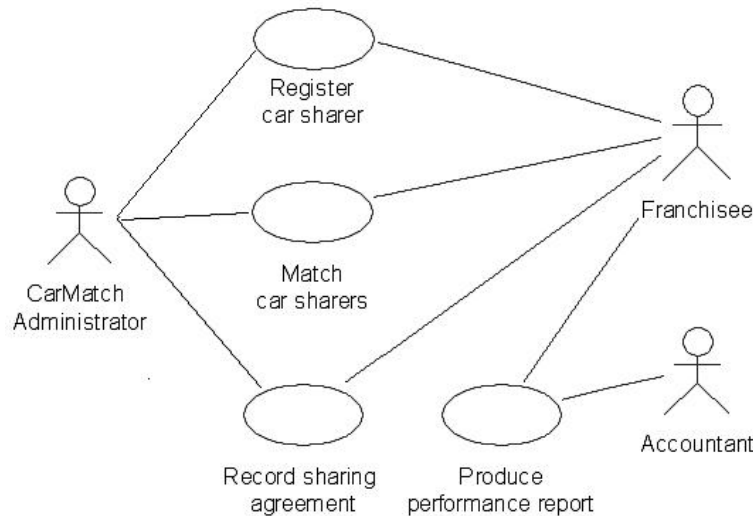 Register
car sharer
Franchisee
Match
car sharers
CarMatch
Administrator
Accountant
Record sharing
agreement
Produce
performance report